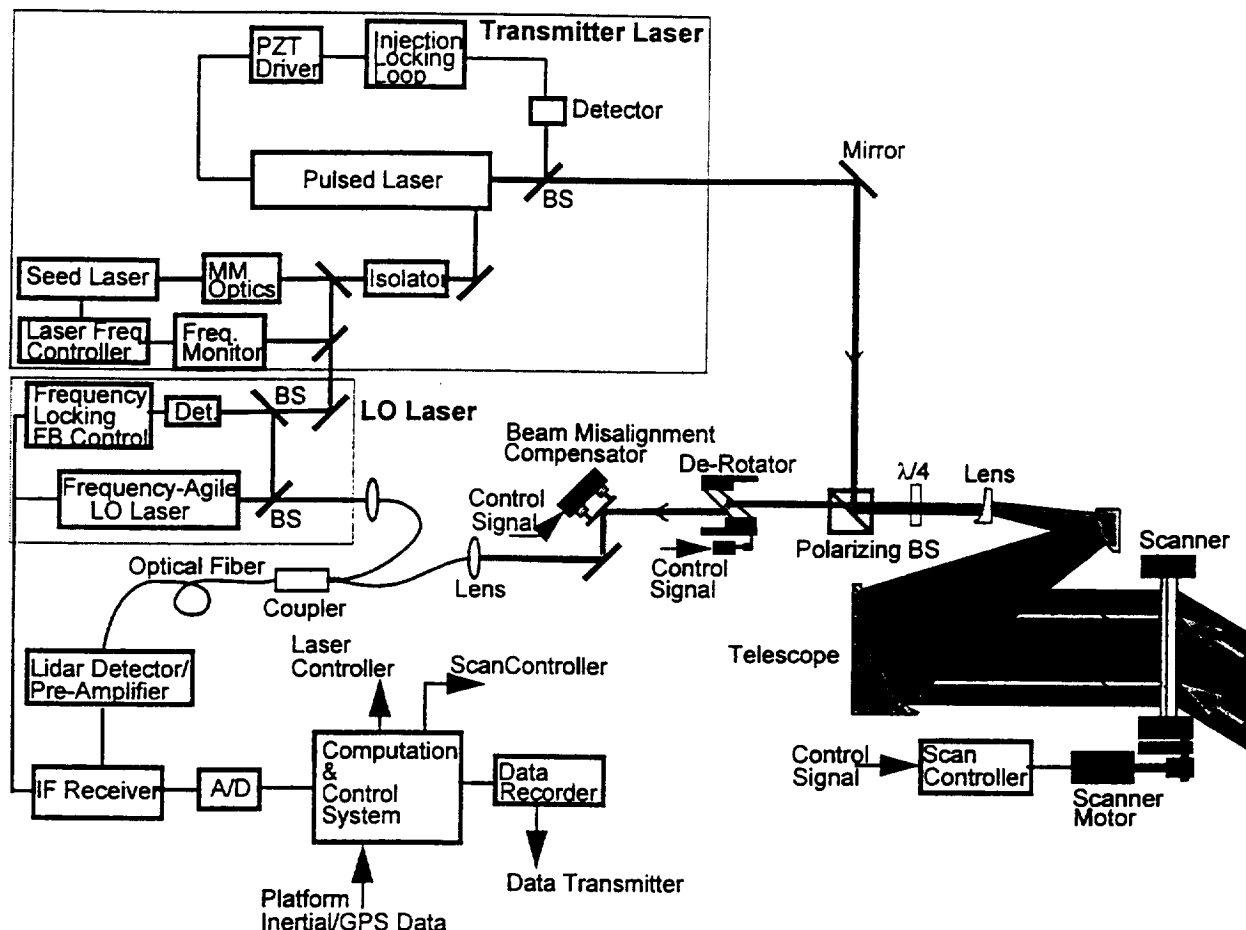 Transmitter Laser
PZT
Driver
Injection
Locking
Loop
Detector
Mirror
Pulsed Laser
BS
Seed Laser
MM
Optics
Isolator
Laser Freq
Controller
Freq.
Monitor
Frequency
Locking
FB Control
Det.
BS
LO Laser
Frequency-Agile
LO Laser
BS
Beam Misalignment
Compensator
De-Rotator
λ/4
Lens
Control
Signal
Polarizing BS
Scanner
Control
Signal
Optical Fiber
Coupler
Lens
Telescope
Lidar Detector/
Pre-Amplifier
Laser
Controller
ScanController
IF Receiver
A/D
Computation
&
Control
System
Data
Recorder
Control
Signal
Scan
Controller
Scanner
Motor
Data Transmitter
Platform
Inertial/GPS Data